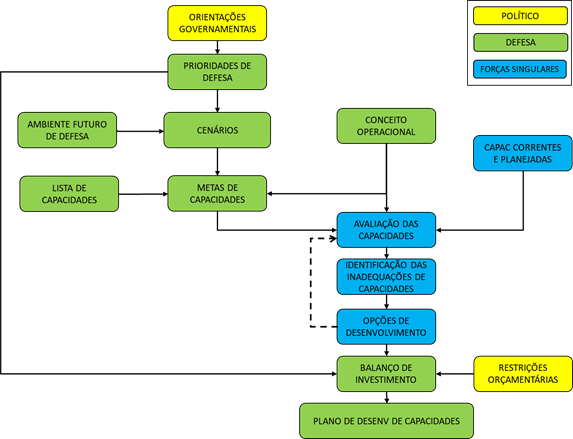 ORIENTAÇÕES
GOVERNAMENTAIS
POLÍTICO
DEFESA
FORÇAS SINGULARES
PRIORIDADES DE
DEFESA
AMBIENTE FUTURO
DE DEFESA
CENÁRIOS
CONCEITO
OPERACIONAL
CAPAC CORRENTES
E PLANEJADAS
LISTA DE
CAPACIDADES
METAS DE
CAPACIDADES
AVALIAÇÃO DAS
CAPACIDADES
IDENTIFICAÇÃO DAS
INADEQUAÇÕES DE
CAPACIDADES
OPÇÕES DE
DESENVOLVIMENTO
BALANÇO DE
INVESTIMENTO
RESTRIÇÕES
ORÇAMENTÁRIAS
PLANO DE DESENV DE CAPACIDADES